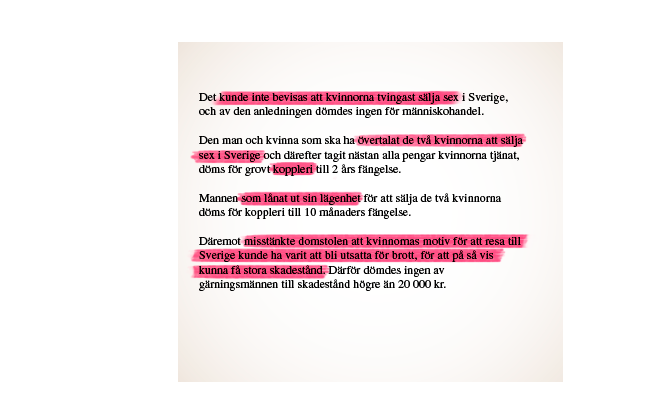 Det kunde inte bevisas att kvinnorna tvingast sälja sex i Sverige,
och av den anledningen dömdes ingen för människohandel.
Den man och kvinna som ska ha övertalat de två kvinnorna att sälja
sex i Sverige och därefter tagit nästan alla pengar kvinnorna tjänat,
döms för grovt koppleri till 2 års fängelse.
Mannen som lånat ut sin lägenhet för att sälja de två kvinnorna
döms för koppleri till 10 månaders fängelse.
Däremot misstänkte domstolen att kvinnornas motiv för att resa till
Sverige kunde ha varit att bli utsatta för brott, för att på så vis
kunna få stora skadestånd. Därför dömdes ingen av
gärningsmännen till skadestånd högre än 20 000 kr.